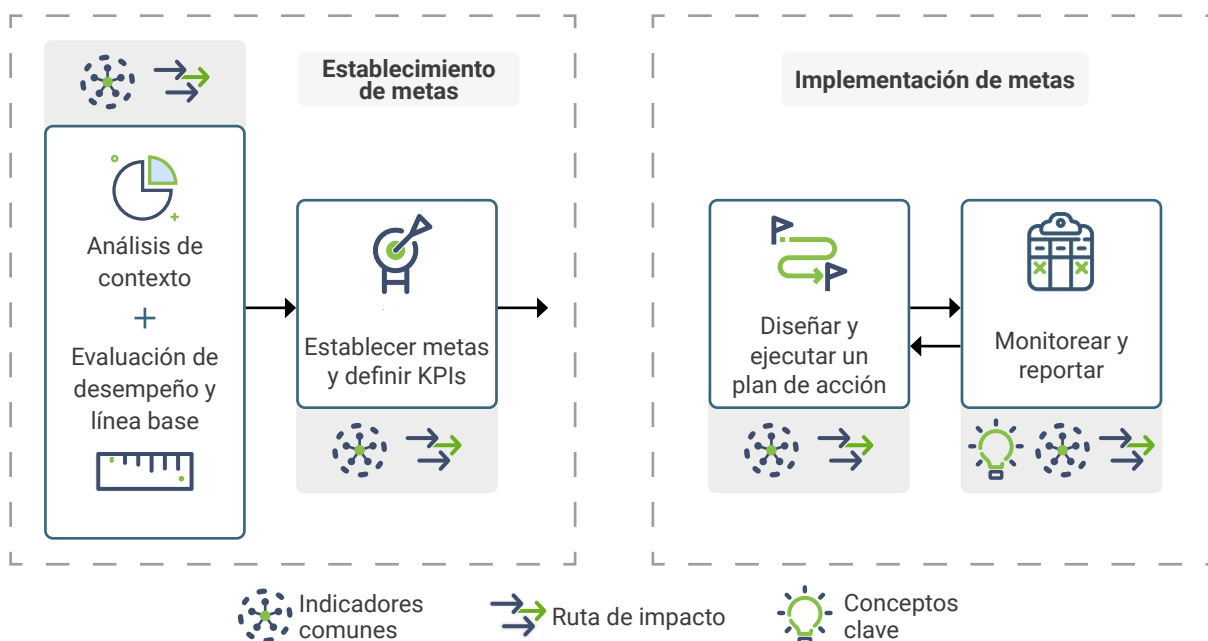 Establecimiento
de metas
Análisis de
contexto
+
Evaluación de
desempeño y
línea base
Establecer metas
y definir KPIs
Implementación de metas
Diseñar y
ejecutar un
plan de acción
Monitorear y
reportar
Indicadores
comunes
Ruta de impacto
Conceptos
clave